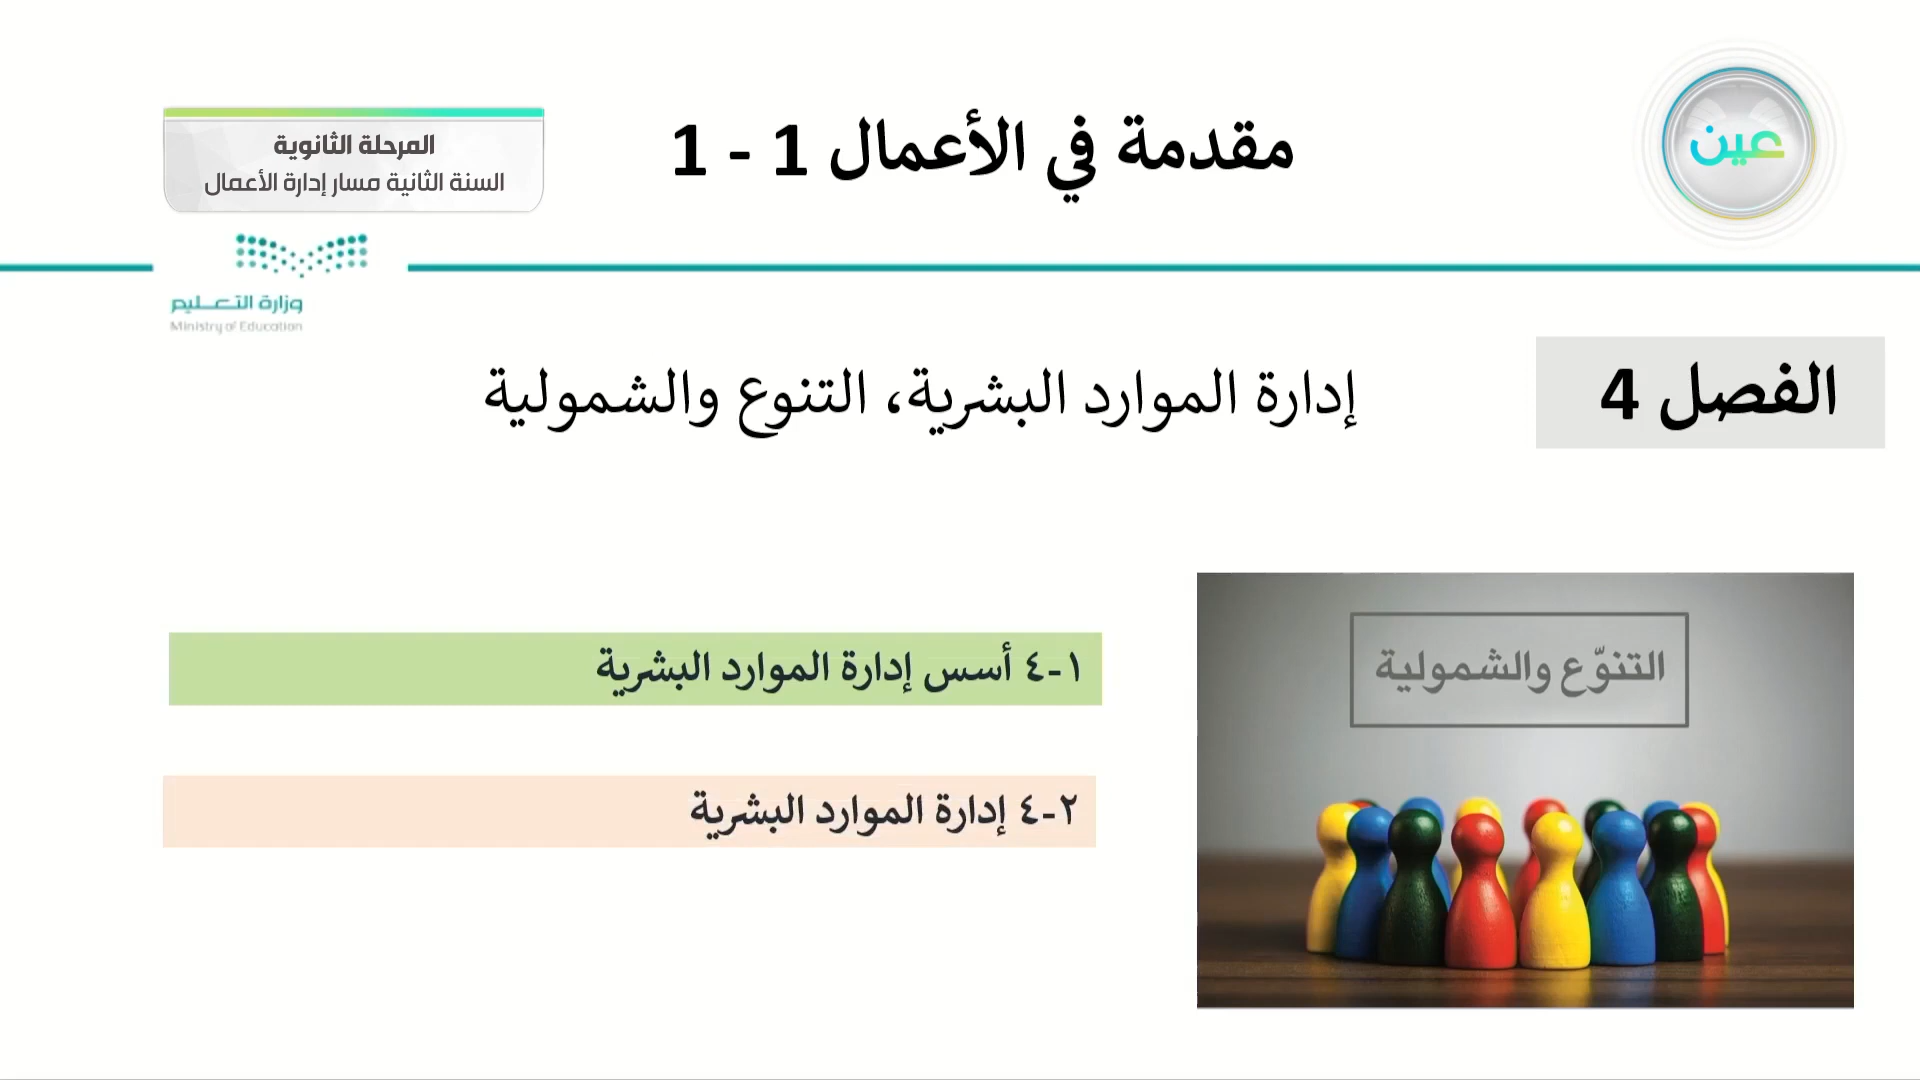 عين
مقدمة في الأعمال 1 - 1
المرحلة الثانوية
السنة الثانية مسار إدارة الأعمال
وزارة التعليم
Ministry of Education
الفصل 4
إدارة الموارد البشرية، التنوع والشمولية
التنوّع والشمولية
١-٤ أسس إدارة الموارد البشرية
٢-٤ إدارة الموارد البشرية